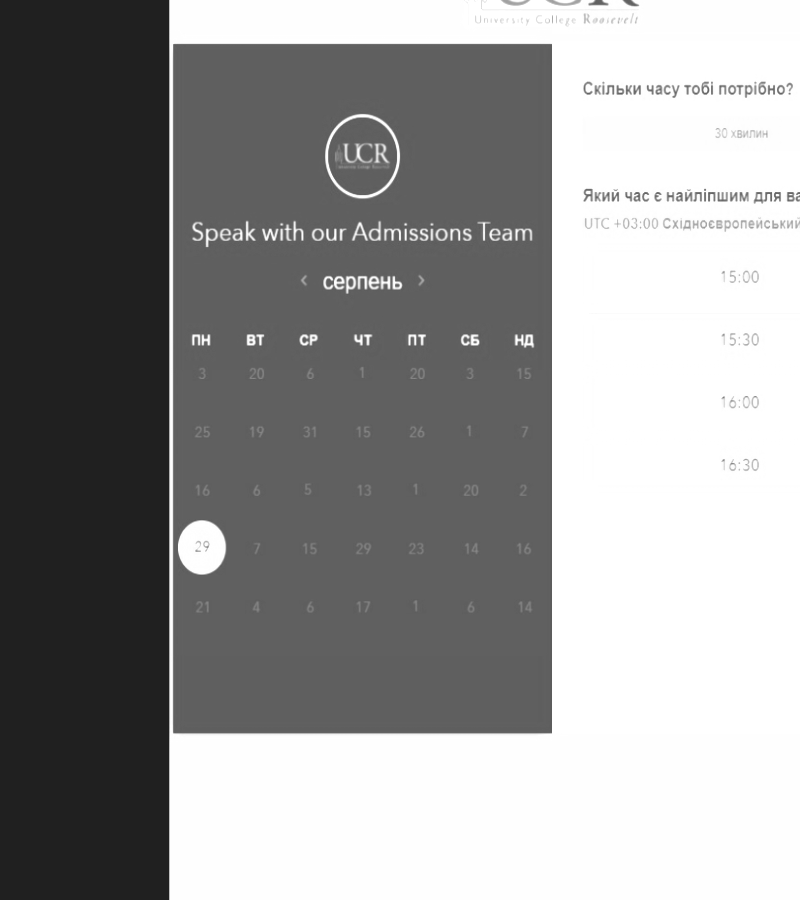 UCR
University College Roosevelt
UCR
Speak with our Admissions Team
< серпень >
ПН ВТ СР ЧТ ПТ СБ НД
3 20 6 1 20 3 15
25 19 31 15 26 1 7
16 6 5 13 1 20 2
29 7 15 29 23 14 16
21 4 6 17 1 6 14
Скільки часу тобі потрібно?
30 хвилин
Який час є найліпшим для
UTC +03:00 Східноєвропейський
15:00
15:30
16:00
16:30